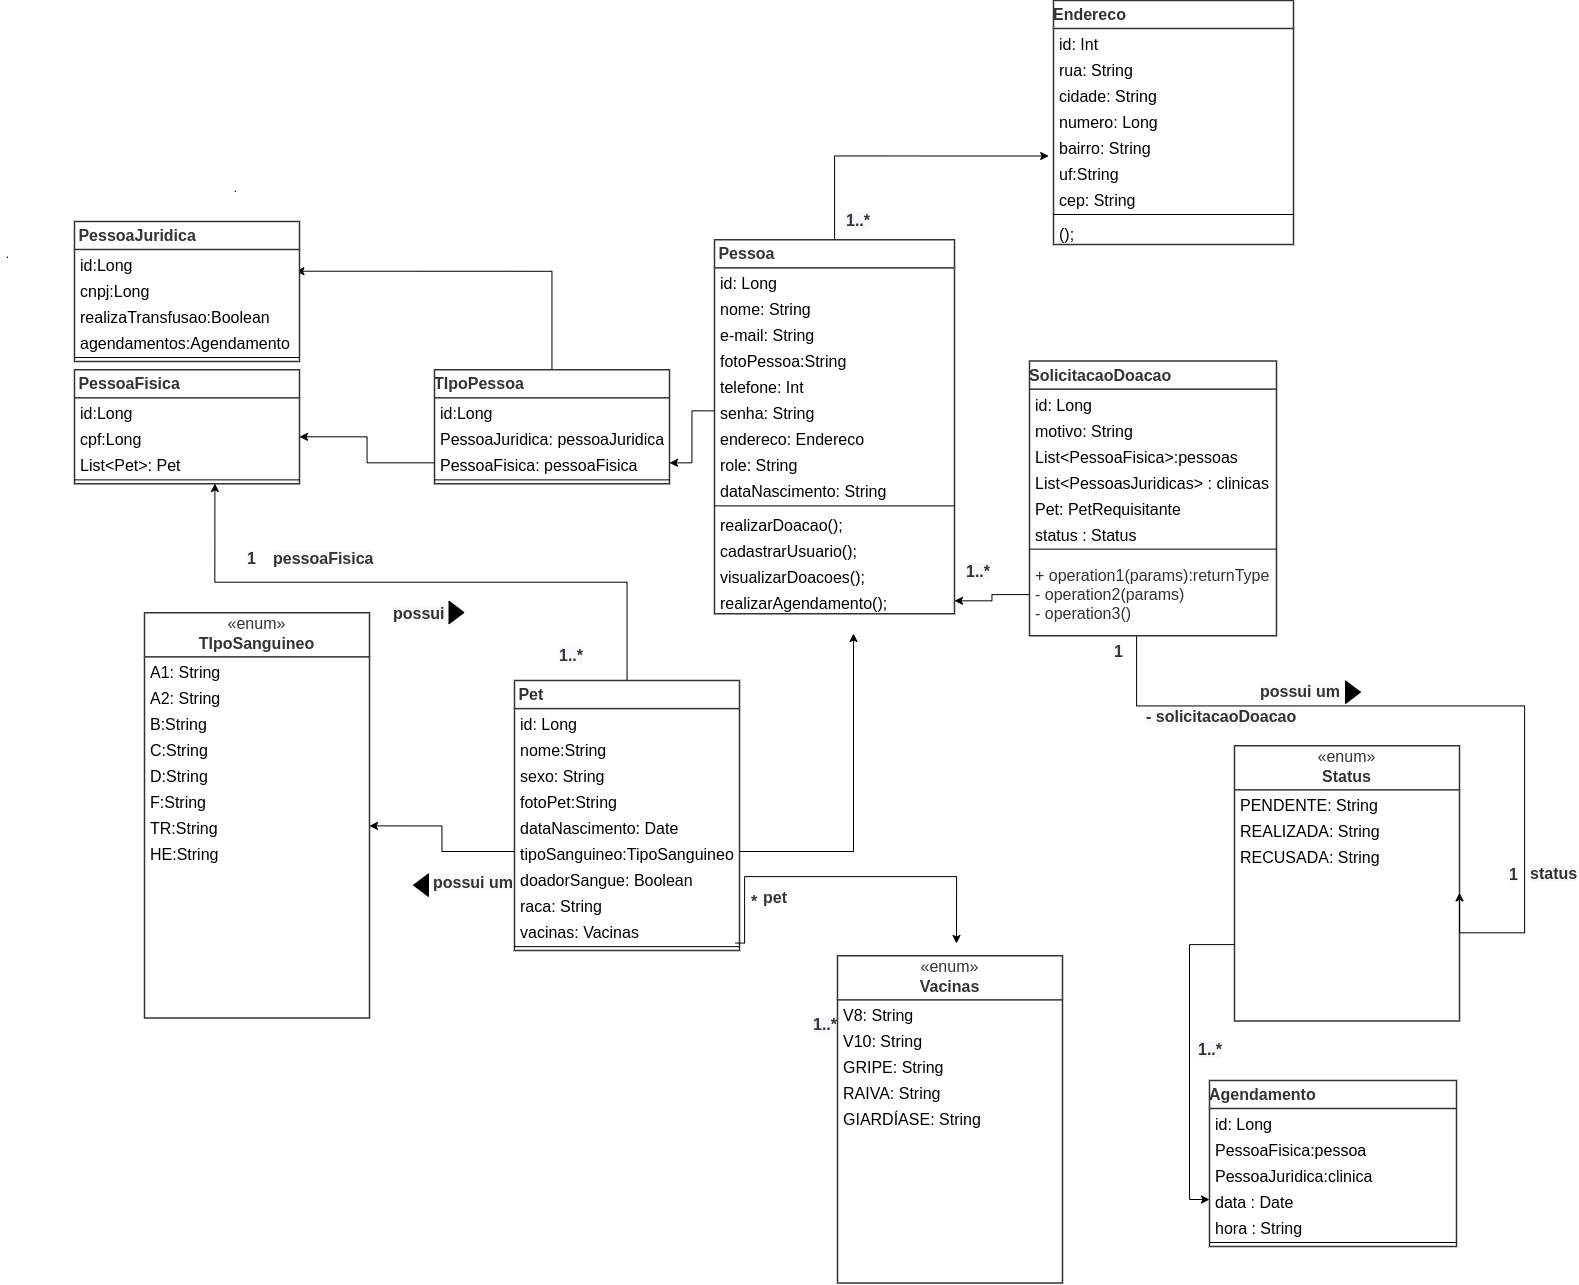 Endereco
id: Int
rua: String
cidade: String
numero: Long
bairro: String
uf:String
cep: String
();
PessoaJuridica
id:Long
cnpj:Long
realizaTransfusao:Boolean
agendamentos:Agendamento
PessoaFisica
id:Long
cpf:Long
List<Pet>: Pet
TIpoPessoa
id:Long
PessoaJuridica: pessoaJuridica
PessoaFisica: pessoaFisica
1..*
Pessoa
id: Long
nome: String
e-mail: String
fotoPessoa:String
telefone: Int
senha: String
endereco: Endereco
role: String
dataNascimento: String
realizarDoacao();
cadastrarUsuario();
visualizarDoacoes();
realizarAgendamento();
SolicitacaoDoacao
id: Long
motivo: String
List<PessoaFisica>:pessoas
List<PessoasJuridicas> : clinicas
Pet: PetRequisitante
status : Status
+ operation1(params):returnType
- operation2(params)
- operation3()
1..*
1 pessoaFisica
possui
1..*
«enum»
TIpoSanguineo
A1: String
A2: String
B:String
C:String
D:String
F:String
TR:String
HE:String
possui um
Pet
id: Long
nome:String
sexo: String
fotoPet:String
dataNascimento: Date
tipoSanguineo:TipoSanguineo
doadorSangue: Boolean
raca: String
vacinas: Vacinas
* pet
1
possui um
- solicitacaoDoacao
«enum»
Status
PENDENTE: String
REALIZADA: String
RECUSADA: String
1 status
«enum»
Vacinas
1..*
V8: String
V10: String
GRIPE: String
RAIVA: String
GIARDÍASE: String
1..*
Agendamento
id: Long
PessoaFisica:pessoa
PessoaJuridica:clinica
data : Date
hora : String